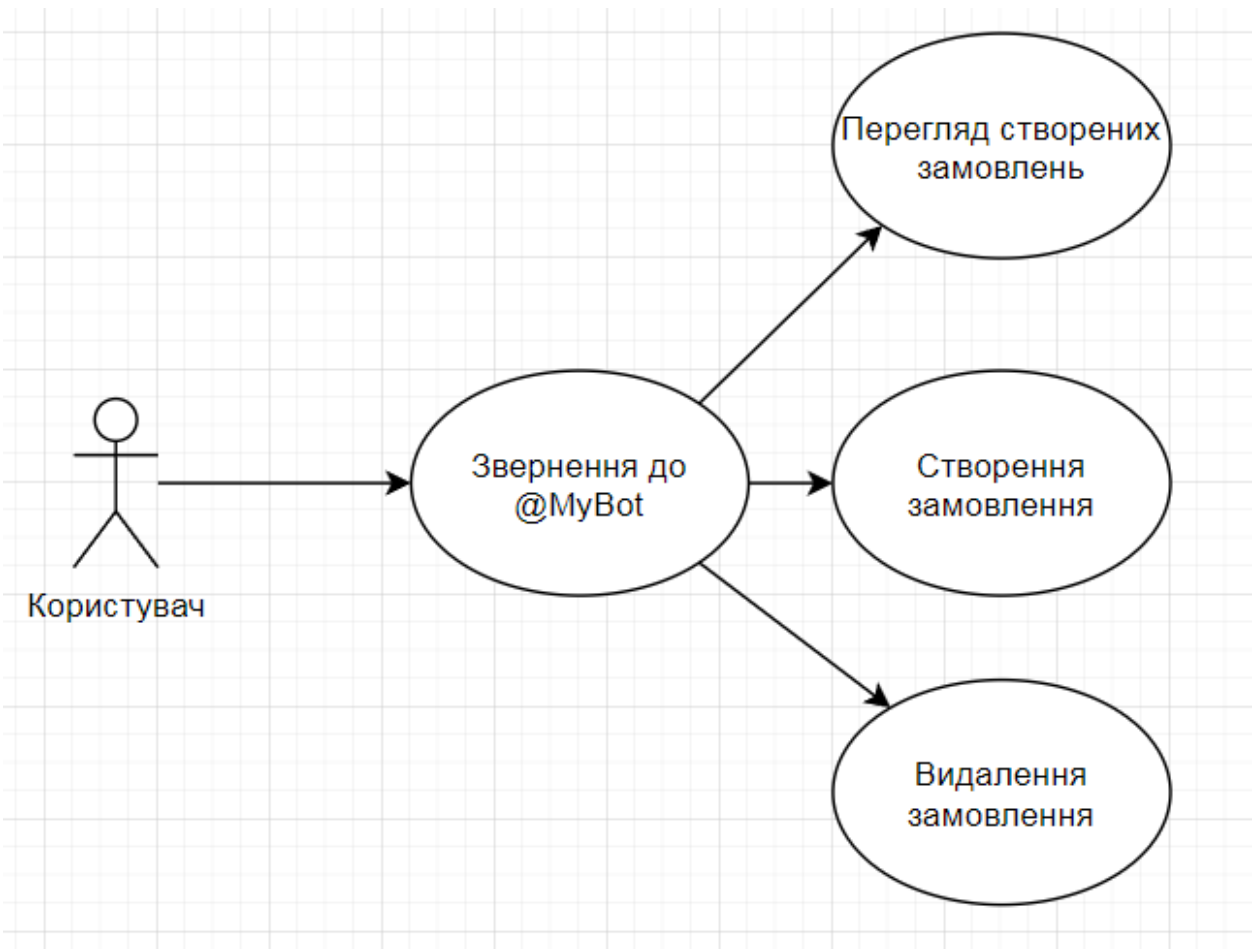 Перегляд створених
замовлень
Звернення до
@MyBot
Створення
замовлення
Користувач
Видалення
замовлення